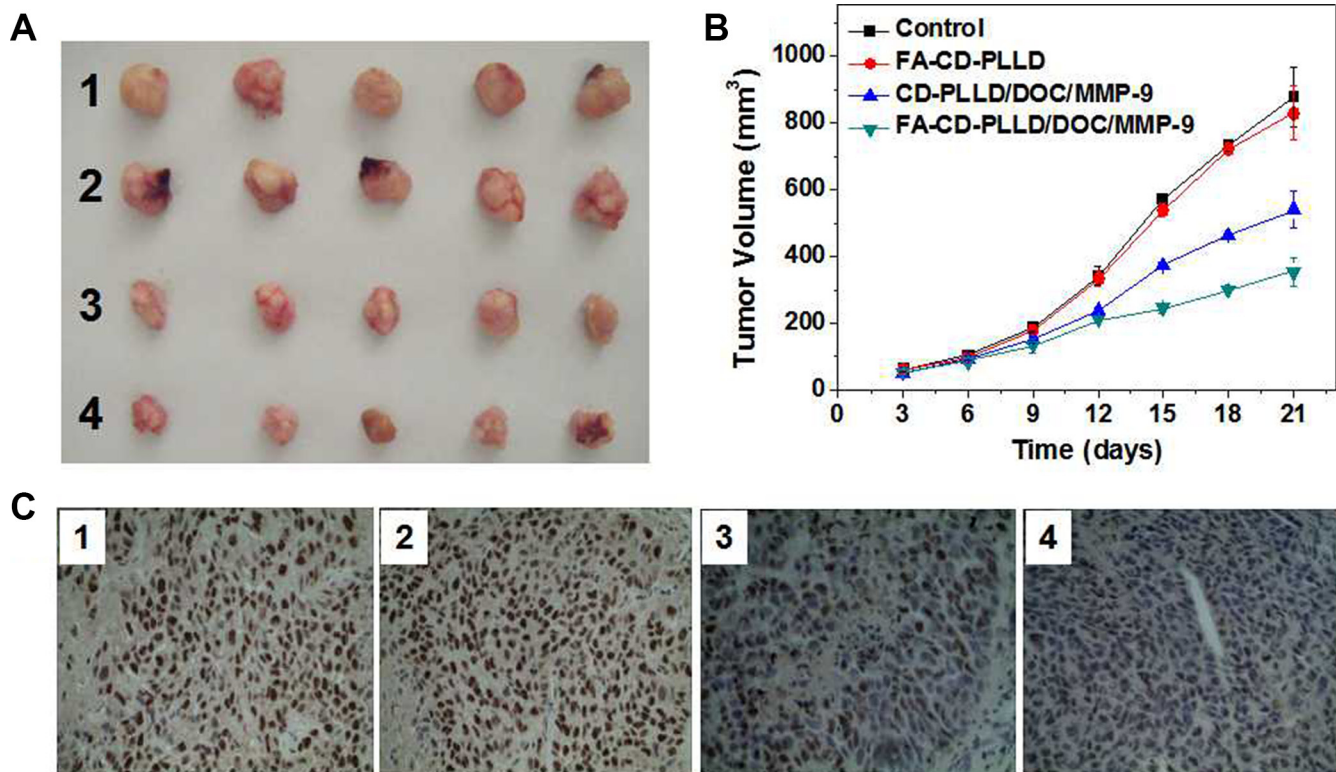 A
1
2
3
4
B
Control
FA-CD-PLLD
CD-PLLD/DOC/MMP-9
FA-CD-PLLD/DOC/MMP-9
Tumor Volume (mm³)
1000
800
600
400
200
0
0 3 6 9 12 15 18 21
Time (days)
C
1 2 3 4